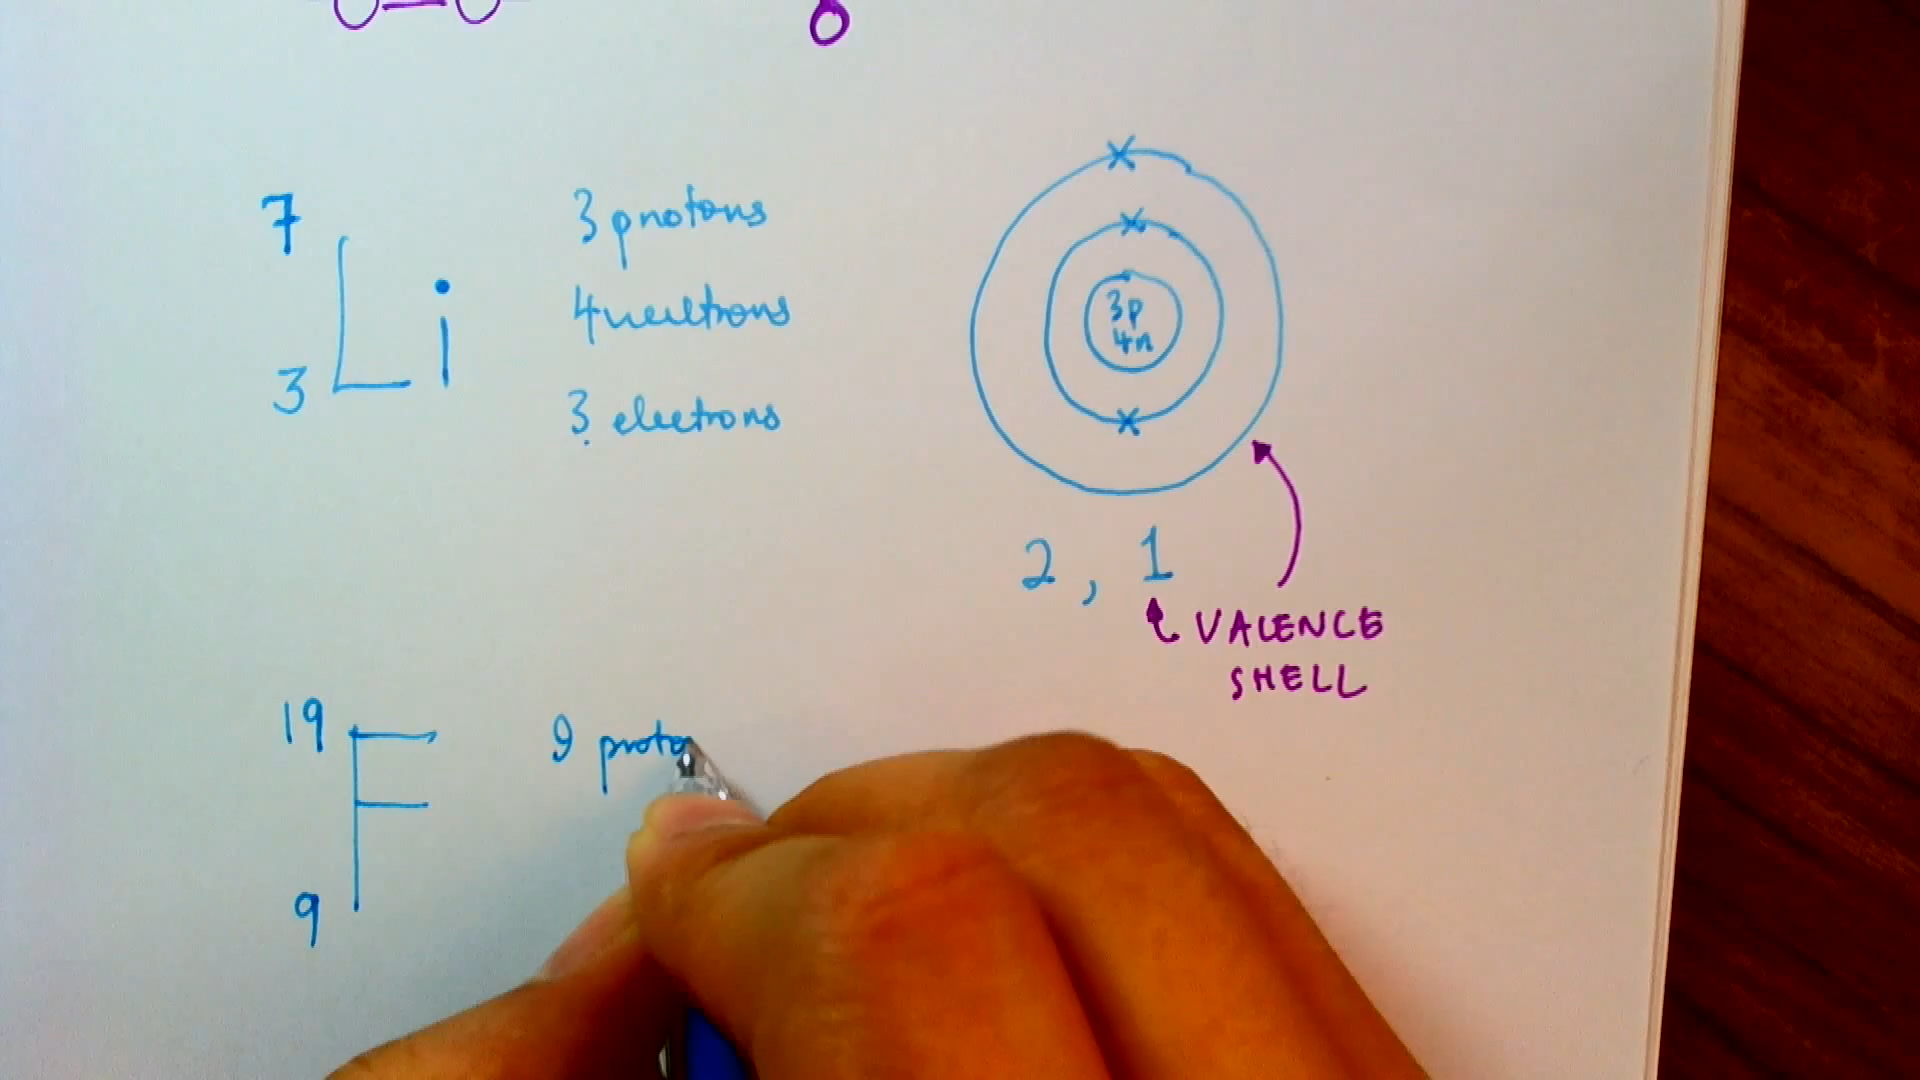 7
Li
3
3 protons
4 neutrons
3 electrons
3p
4n
2, 1
VALENCE
SHELL
19
F
9
9 proto